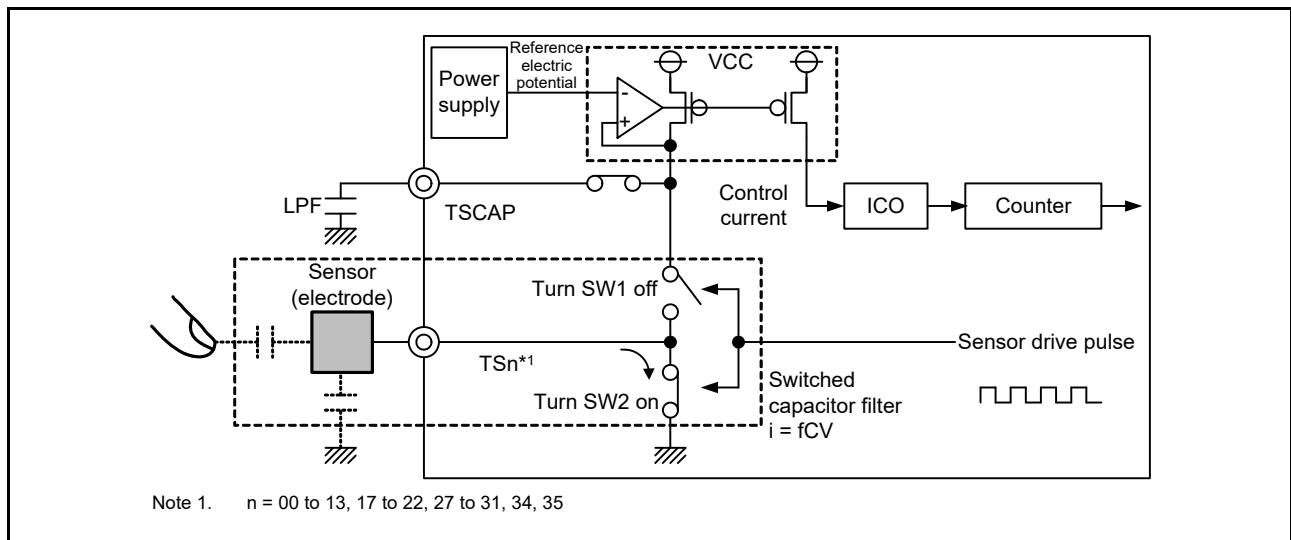 Reference
electric
potential
VCC
Power
supply
-
+
LPF
TSCAP
Control
current
ICO
Counter
Sensor
(electrode)
Turn SW1 off
TSn*1
Sensor drive pulse
Turn SW2 on
Switched
capacitor filter
i = fCV
Note 1. n = 00 to 13, 17 to 22, 27 to 31, 34, 35